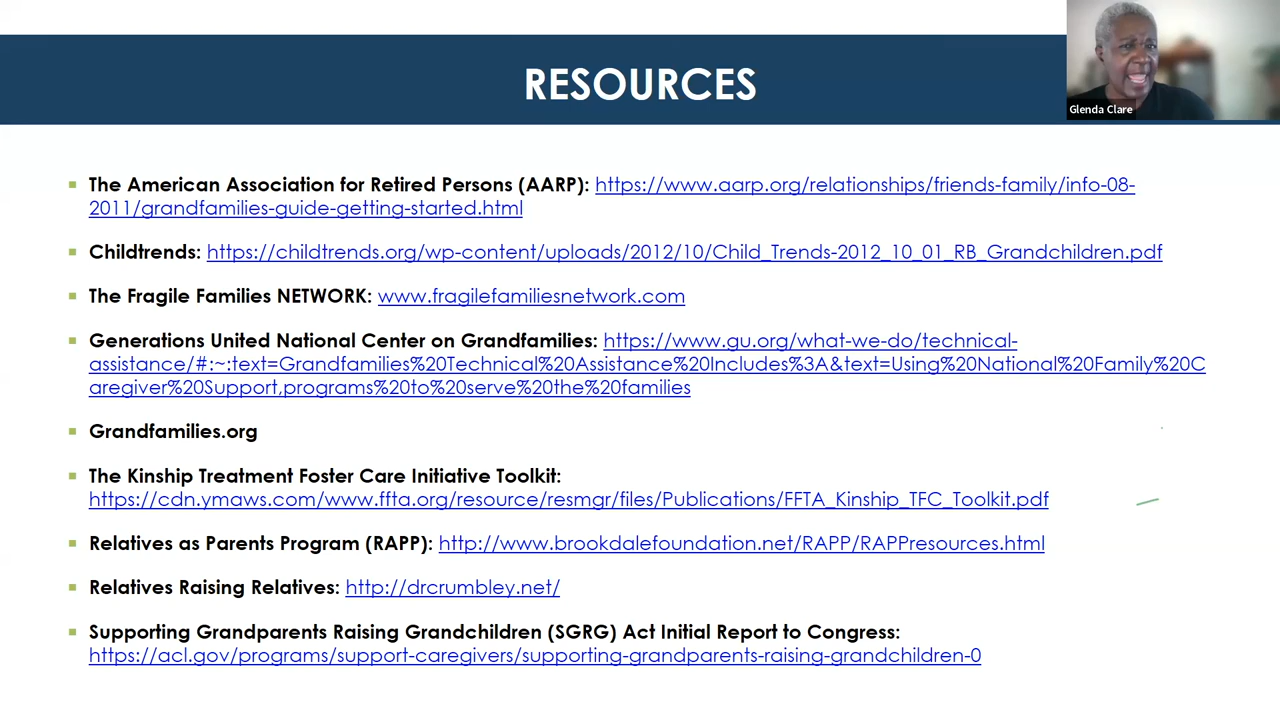 RESOURCES
Glenda Clare
The American Association for Retired Persons (AARP): https://www.aarp.org/relationships/friends-family/info-08-
2011/grandfamilies-guide-getting-started.html
Childtrends: https://childtrends.org/wp-content/uploads/2012/10/Child_Trends-2012_10_01_RB_Grandchildren.pdf
The Fragile Families NETWORK: www.fragilefamiliesnetwork.com
Generations United National Center on Grandfamilies: https://www.gu.org/what-we-do/technical-
assistance/#:~:text=Grandfamilies%20Technical%20Assistance%20Includes%3A&text=Using%20National%20Family%20C
aregiver%20Support,programs%20to%20serve%20the%20families
Grandfamilies.org
The Kinship Treatment Foster Care Initiative Toolkit:
https://cdn.ymaws.com/www.ffta.org/resource/resmgr/files/Publications/FFTA_Kinship_TFC_Toolkit.pdf
Relatives as Parents Program (RAPP): http://www.brookdalefoundation.net/RAPP/RAPPresources.html
Relatives Raising Relatives: http://drcrumbley.net/
Supporting Grandparents Raising Grandchildren (SGRG) Act Initial Report to Congress:
https://acl.gov/programs/support-caregivers/supporting-grandparents-raising-grandchildren-0